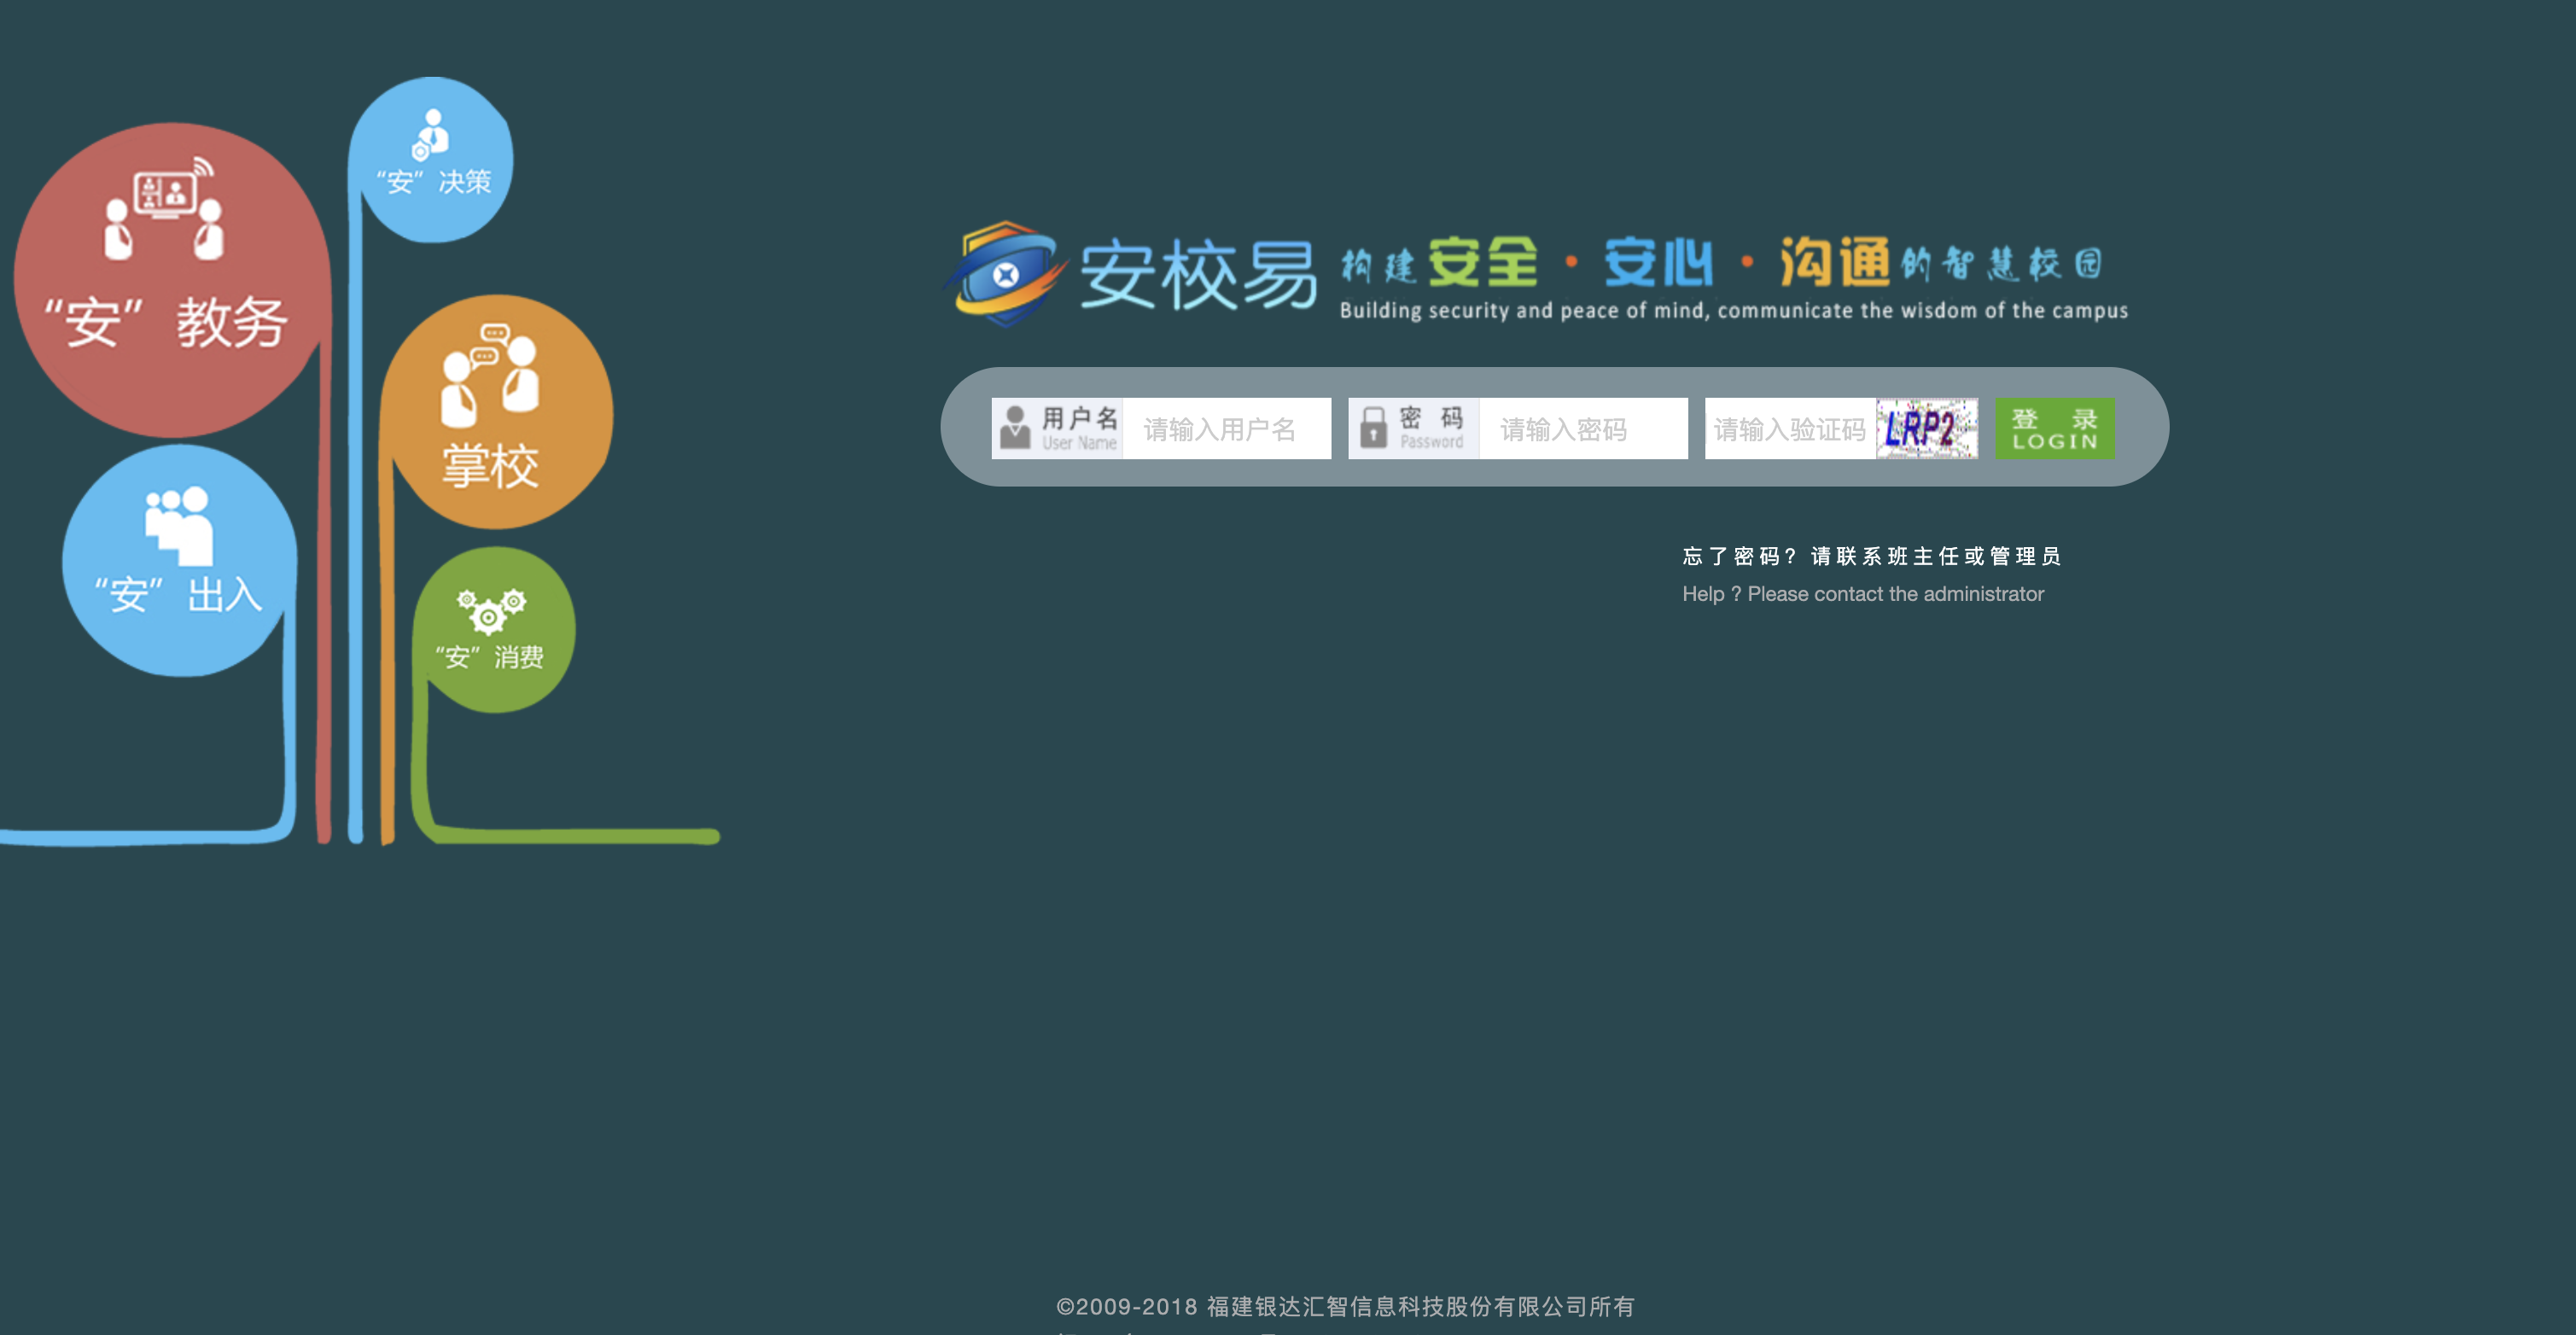 “安”决策
“安”教务
掌校
“安”出入
“安”消费
安校易
构建安全·安心·沟通的智慧校园
Building security and peace of mind, communicate the wisdom of the campus
用户名
User Name
请输入用户名
密 码
Password
请输入密码
请输入验证码
LRP2
登 录
LOGIN
忘了密码? 请联系班主任或管理员
Help ? Please contact the administrator
©2009-2018 福建银达汇智信息科技股份有限公司所有